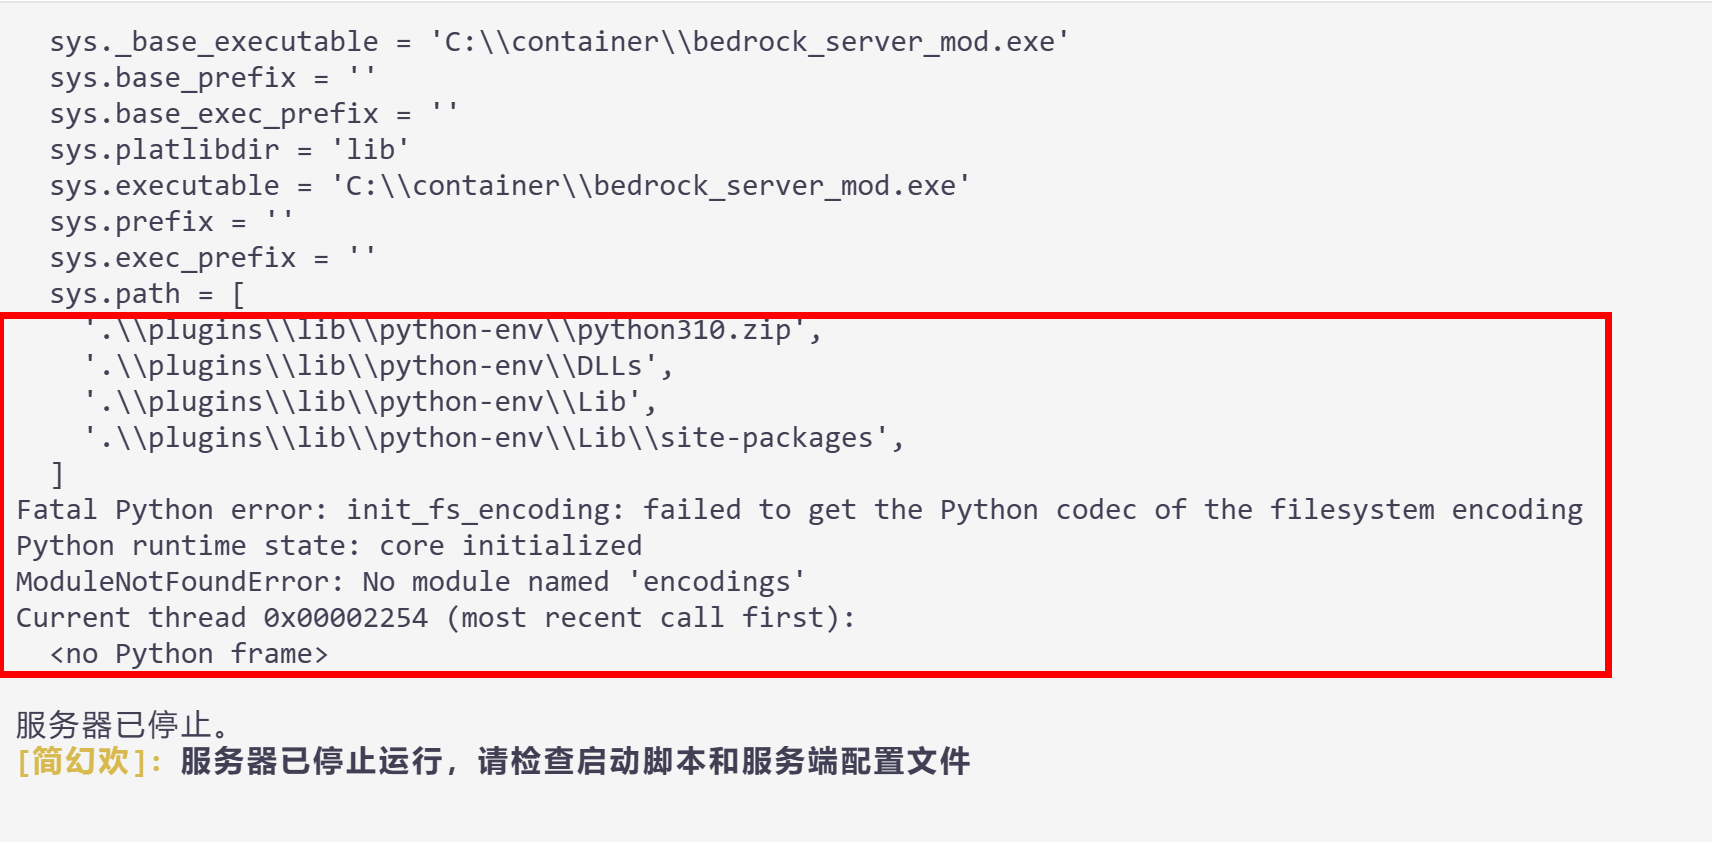 sys._base_executable = 'C:\\container\\bedrock_server_mod.exe'
sys.base_prefix = ''
sys.base_exec_prefix = ''
sys.platlibdir = 'lib'
sys.executable = 'C:\\container\\bedrock_server_mod.exe'
sys.prefix = ''
sys.exec_prefix = ''
sys.path = [
'.\\plugins\\lib\\python-env\\python310.zip',
'.\\plugins\\lib\\python-env\\DLLs',
'.\\plugins\\lib\\python-env\\Lib',
'.\\plugins\\lib\\python-env\\Lib\\site-packages',
]
Fatal Python error: init_fs_encoding: failed to get the Python codec of the filesystem encoding
Python runtime state: core initialized
ModuleNotFoundError: No module named 'encodings'
Current thread 0x00002254 (most recent call first):
<no Python frame>
服务器已停止。
[简幻欢]: 服务器已停止运行，请检查启动脚本和服务端配置文件